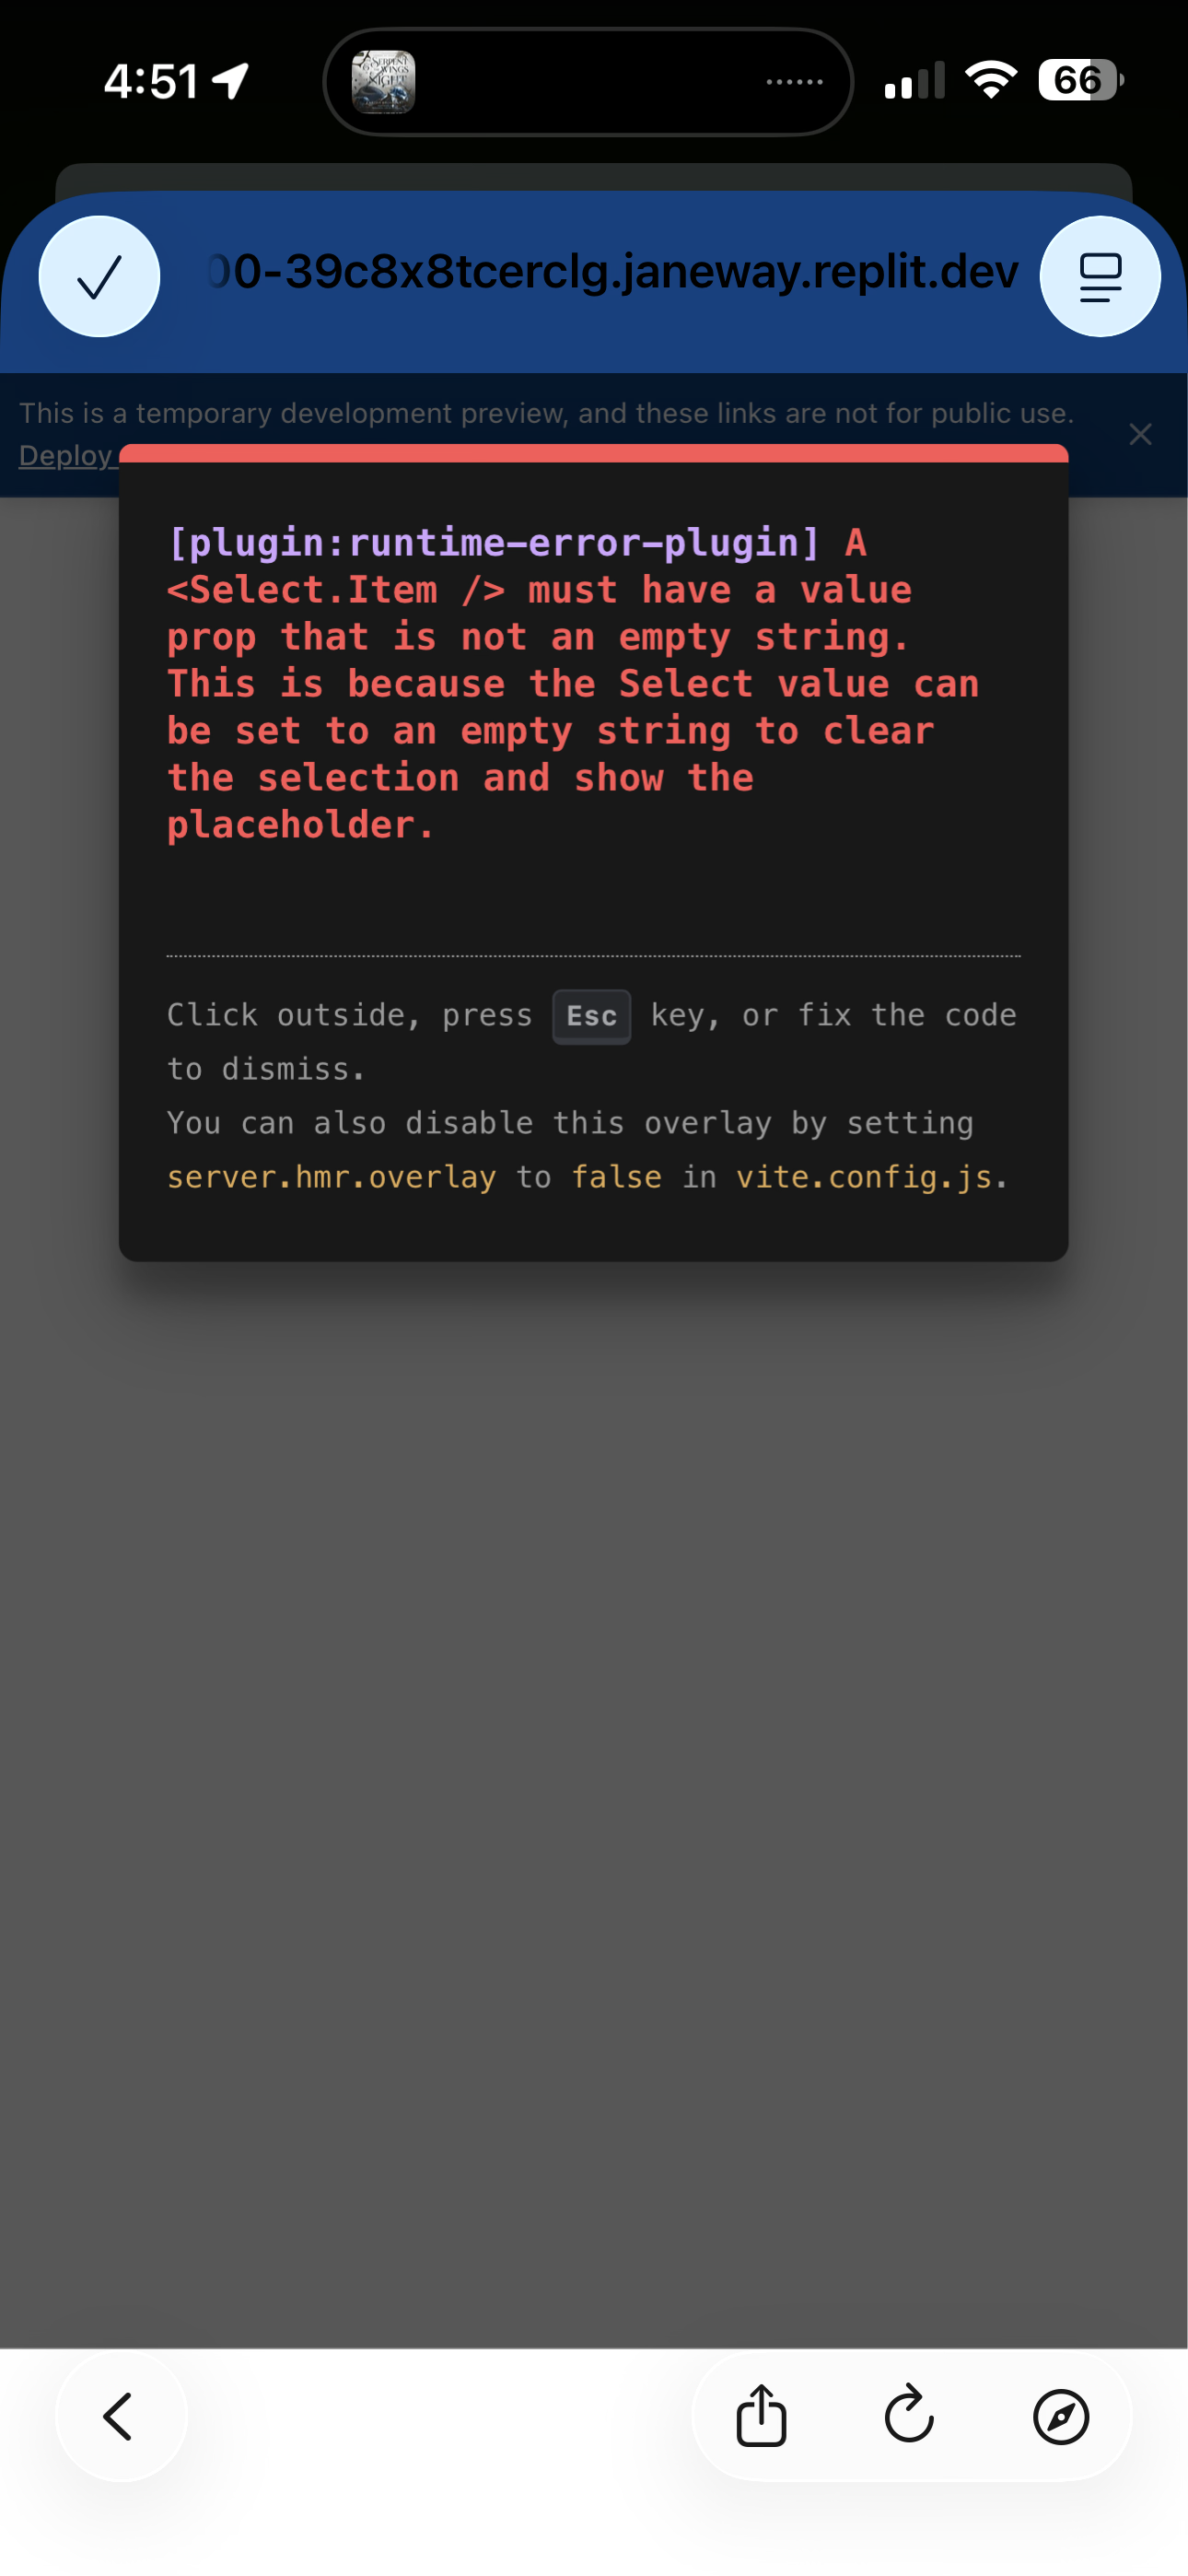 4:51
SERPENT
WINGS
NIGHT
66
00-39c8x8tcerclg.janeway.replit.dev
This is a temporary development preview, and these links are not for public use.
Deploy
[plugin:runtime-error-plugin] A
<Select.Item /> must have a value
prop that is not an empty string.
This is because the Select value can
be set to an empty string to clear
the selection and show the
placeholder.
Click outside, press Esc key, or fix the code
to dismiss.
You can also disable this overlay by setting
server.hmr.overlay to false in vite.config.js.